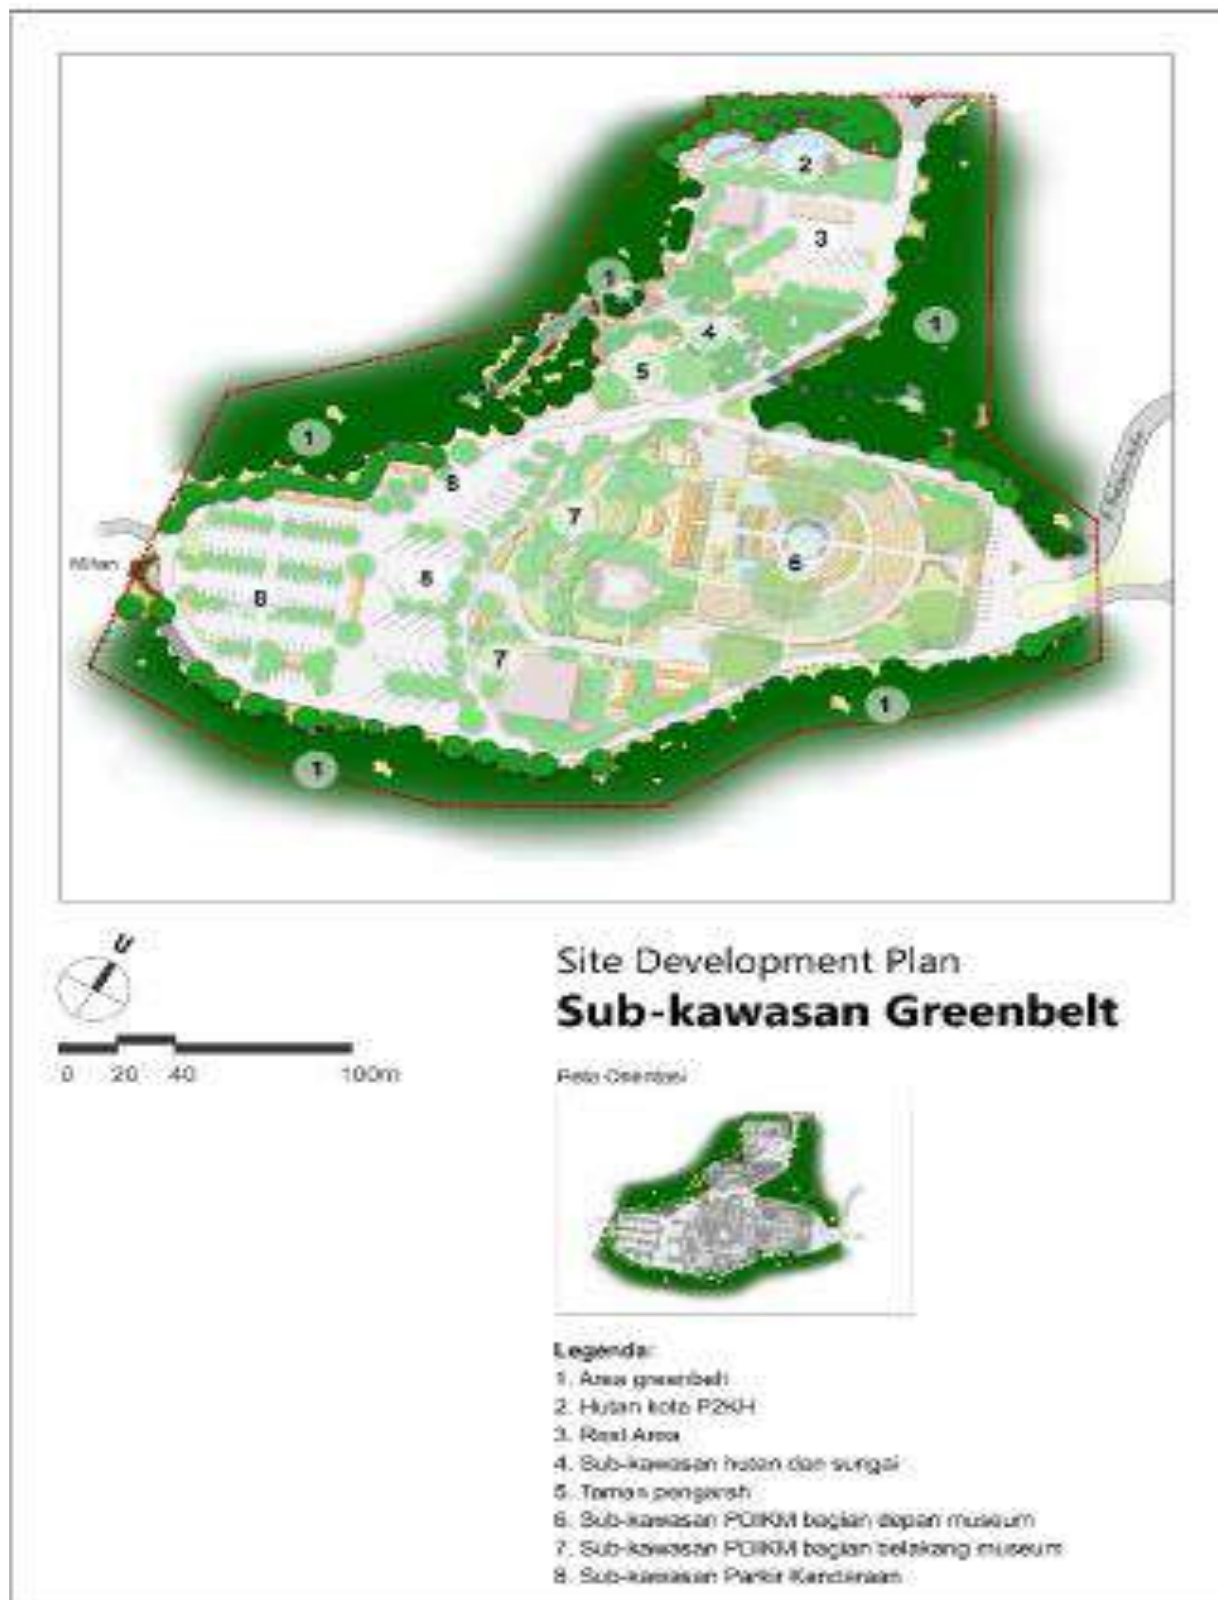 2
3
1
4
1
5
1
8
7
6
8
8
7
1
1
U
0 20 40 100m
Site Development Plan
Sub-kawasan Greenbelt
Peta Orientasi
Legenda:
1. Area greenbelt
2. Hutan kota P2KH
3. Rest Area
4. Sub-kawasan hutan dan sungai
5. Taman pengarah
6. Sub-kawasan PDIKM bagian depan museum
7. Sub-kawasan PDIKM bagian belakang museum
8. Sub-kawasan Parkir Kendaraan